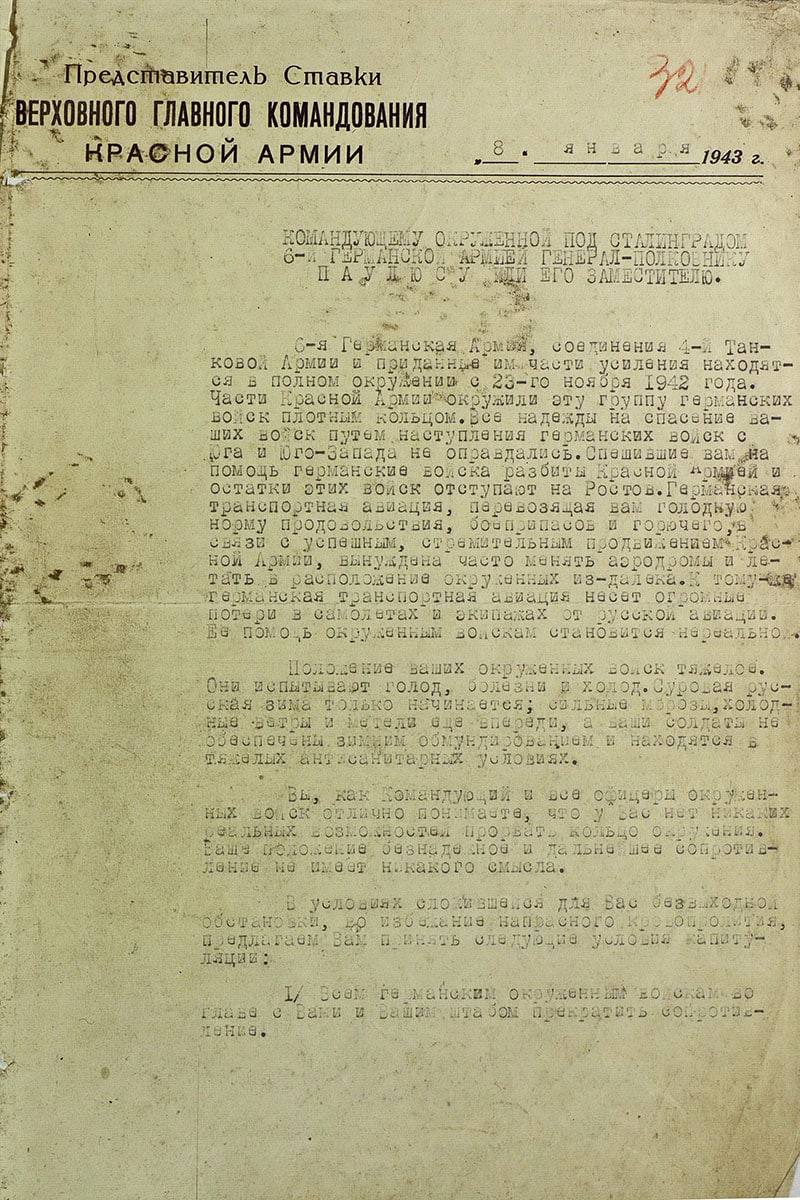 32
Представитель Ставки
ВЕРХОВНОГО ГЛАВНОГО КОМАНДОВАНИЯ
КРАСНОЙ АРМИИ
„ 8 . января 1943 г.
КОМАНДУЮЩЕМУ ОКРУЖЕННОЙ ПОД СТАЛИНГРАДОМ
6-й ГЕРМАНСКОЙ АРМИЕЙ ГЕНЕРАЛ-ПОЛКОВНИКУ
ПАУЛЮСУ ИЛИ ЕГО ЗАМЕСТИТЕЛЮ.
6-я Германская Армия, соединения 4-й Тан-
ковой Армии и приданные им части усиления находят-
ся в полном окружении с 23-го ноября 1942 года.
Части Красной Армии окружили эту группу германских
войск плотным кольцом.Все надежды на спасение ва-
ших войск путем наступления германских войск с
Юга и Юго-Запада не оправдались.Спешившие вам на
помощь германские войска разбиты Красной Армией и
остатки этих войск отступают на Ростов.Германская
транспортная авиация, перевозящая вам голодную
норму продовольствия, боеприпасов и горючего, в
связи с успешным, стремительным продвижением Крас-
ной Армии, вынуждена часто менять аэродромы и ле-
тать в расположение окруженных из-далека.К тому-же
германская транспортная авиация несет огромные
потери в самолетах и экипажах от русской авиации.
Ее помощь окруженным войскам становится нереальной.
Положение ваших окруженных войск тяжелое.
Они испытывают голод, болезни и холод.Суровая рус-
ская зима только начинается; сильные морозы,холод-
ные ветры и метели еще впереди, а ваши солдаты не
обеспечены зимним обмундированием и находятся в
тяжелых антисанитарных условиях.
Вы, как Командующий и все офицеры окружен-
ных войск отлично понимаете, что у вас нет никаких
реальных возможностей прорвать кольцо окружения.
Ваше положение безнадежное и дальнейшее сопротив-
ление не имеет никакого смысла.
В условиях сложившейся для Вас безвыходной
обстановки, во избежание напрасного кровопролития,
предлагаем Вам принять следующие условия капиту-
ляции:
1/ Всем германским окруженным войскам во
главе с Вами и Вашим штабом прекратить сопротив-
ление.